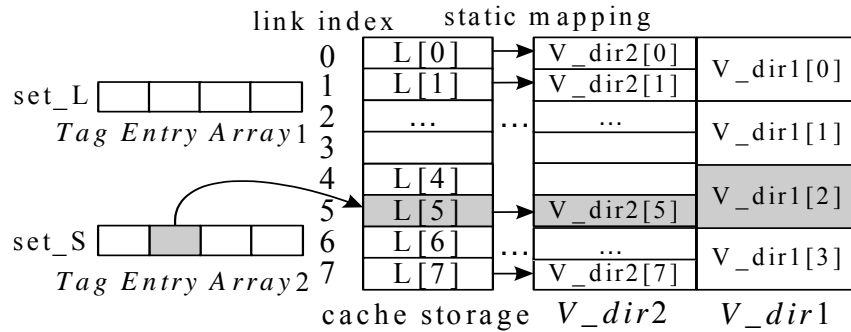 link index static mapping
0 L[0] V_dir2[0] V_dir1[0]
1 L[1] V_dir2[1]
set_L
Tag Entry Array1
2 ... ... ... V_dir1[1]
3
4 L[4] V_dir1[2]
5 L[5] V_dir2[5]
set_S
6 L[6] ... ... V_dir1[3]
7 L[7] V_dir2[7]
Tag Entry Array2
cache storage V_dir2 V_dir1